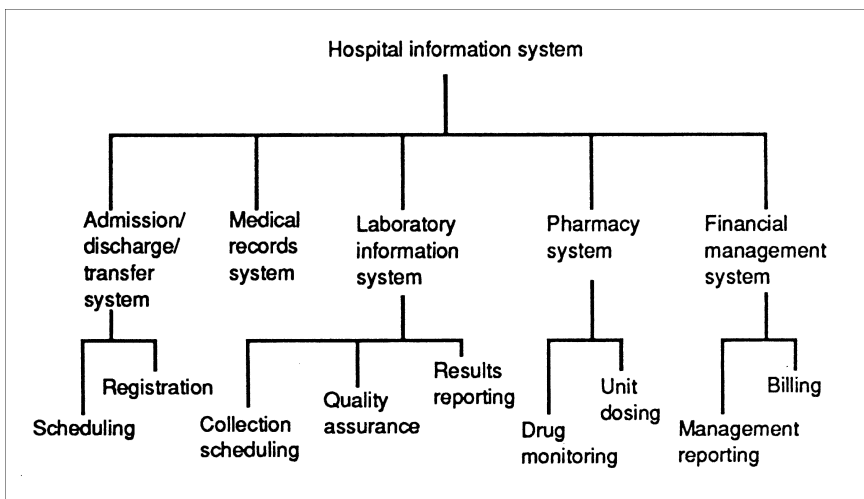 Hospital information system
Admission/
discharge/
transfer
system
Medical
records
system
Laboratory
information
system
Pharmacy
system
Financial
management
system
Scheduling
Registration
Collection
scheduling
Quality
assurance
Results
reporting
Drug
monitoring
Unit
dosing
Management
reporting
Billing